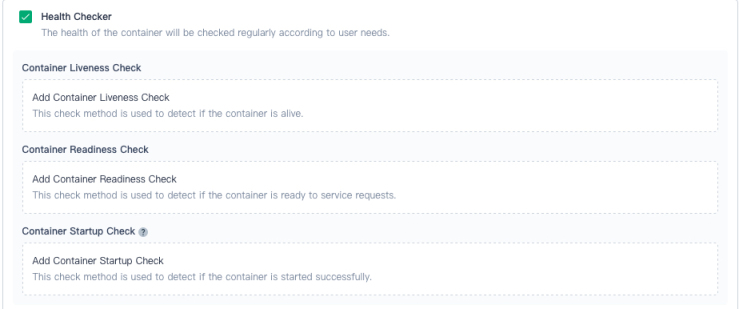 Health Checker
The health of the container will be checked regularly according to user needs.
Container Liveness Check
Add Container Liveness Check
This check method is used to detect if the container is alive.
Container Readiness Check
Add Container Readiness Check
This check method is used to detect if the container is ready to service requests.
Container Startup Check ?
Add Container Startup Check
This check method is used to detect if the container is started successfully.